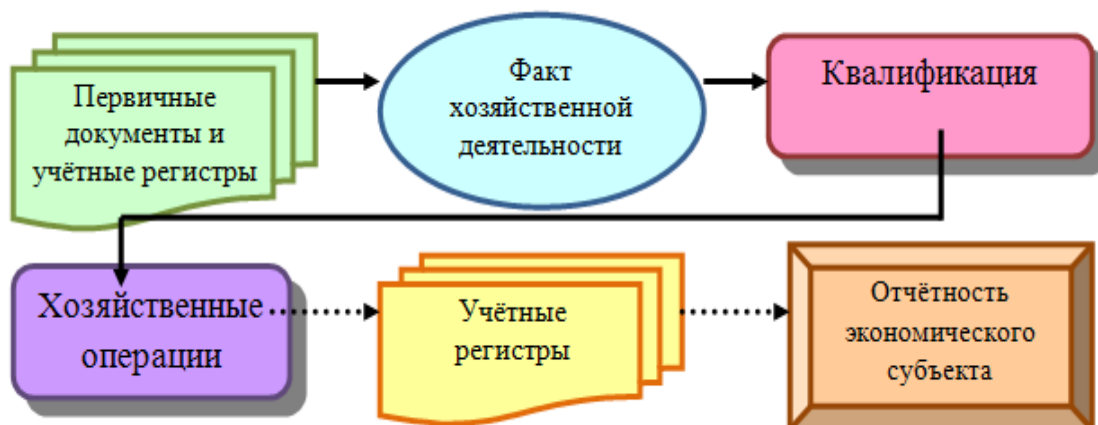 Первичные
документы и
учётные регистры
Факт
хозяйственной
деятельности
Квалификация
Хозяйственные
операции
Учётные
регистры
Отчётность
экономического
субъекта